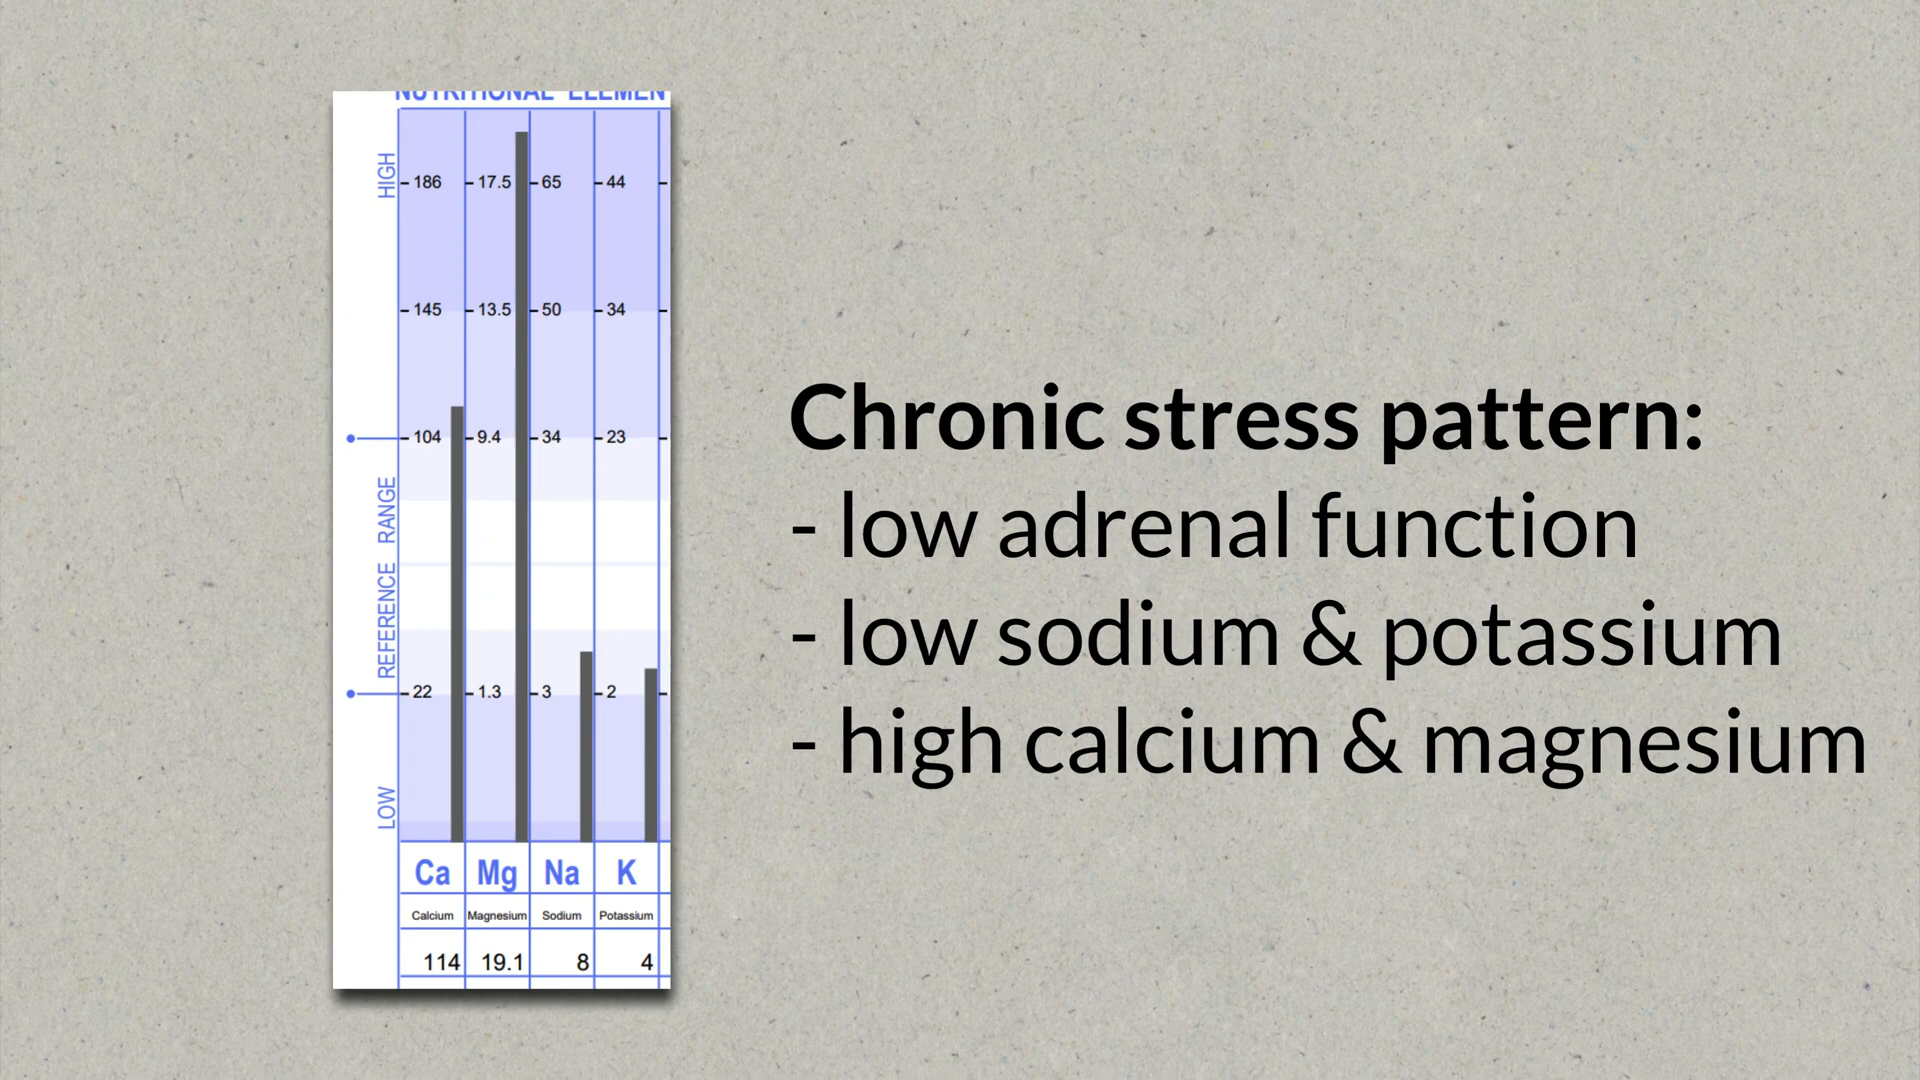 NUTRITIONAL ELEMEN
HIGH
186 17.5 65 44
145 13.5 50 34
104 9.4 34 23
REFERENCE RANGE
22 1.3 3 2
LOW
Ca Mg Na K
Calcium Magnesium Sodium Potassium
114 19.1 8 4
Chronic stress pattern:
- low adrenal function
- low sodium & potassium
- high calcium & magnesium